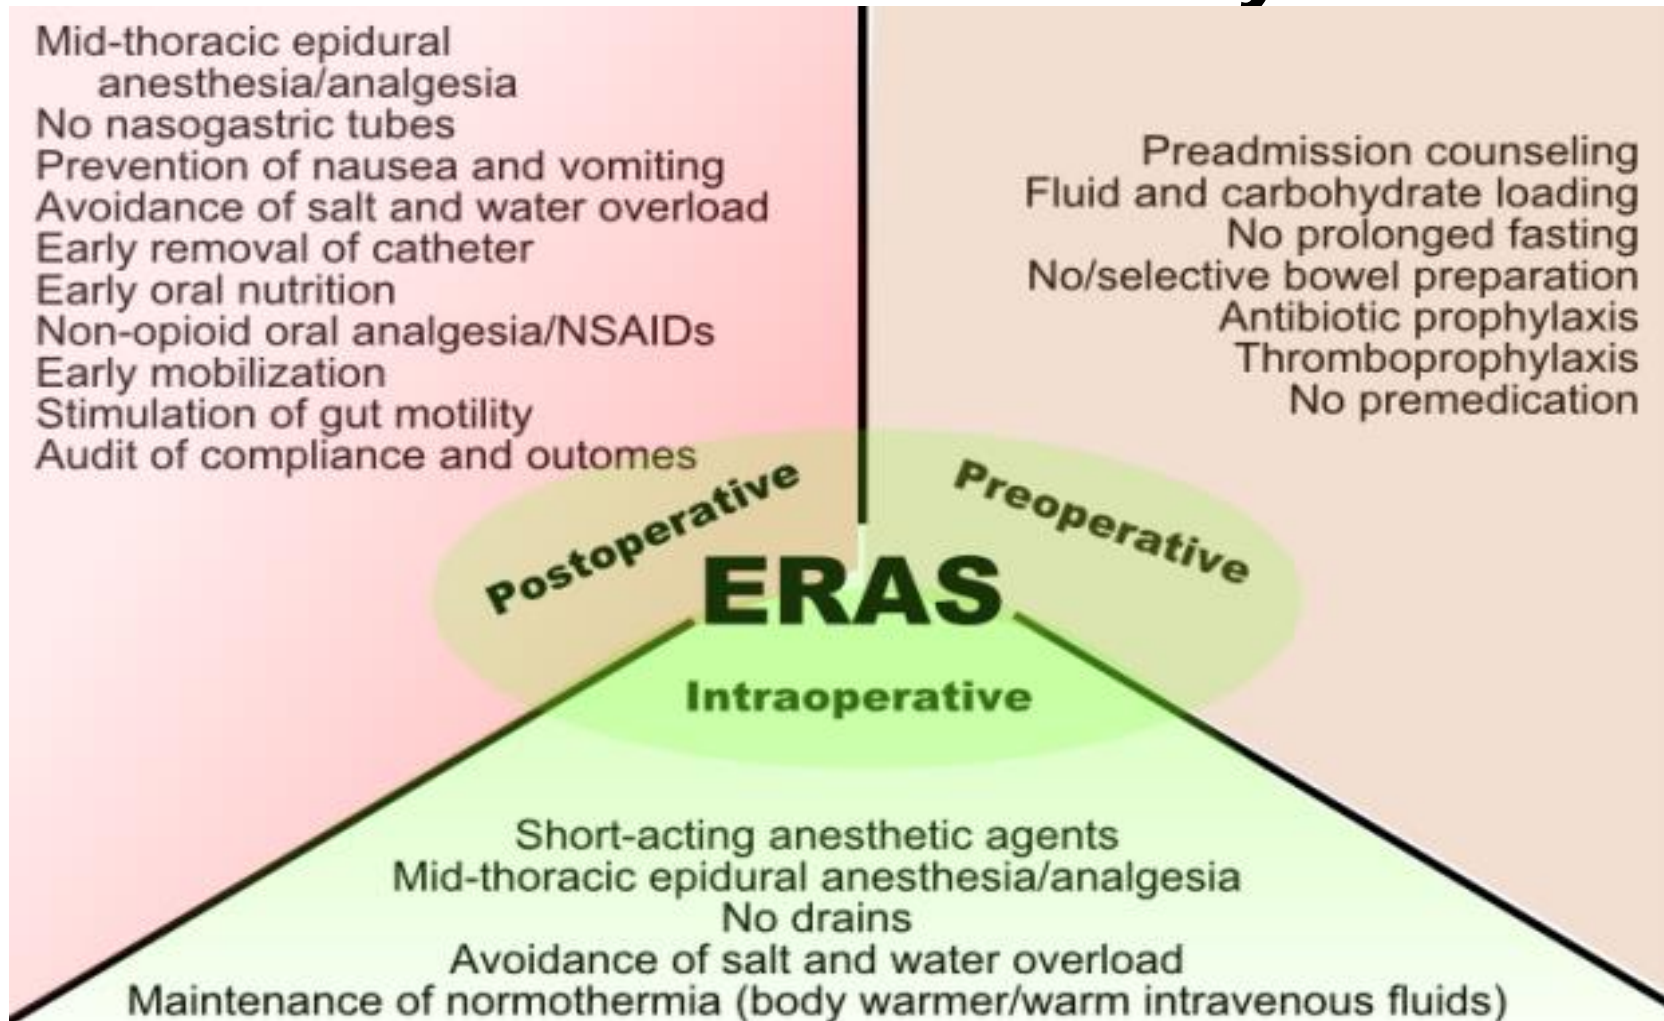 Mid-thoracic epidural
anesthesia/analgesia
No nasogastric tubes
Prevention of nausea and vomiting
Avoidance of salt and water overload
Early removal of catheter
Early oral nutrition
Non-opioid oral analgesia/NSAIDs
Early mobilization
Stimulation of gut motility
Audit of compliance and outomes
Preadmission counseling
Fluid and carbohydrate loading
No prolonged fasting
No/selective bowel preparation
Antibiotic prophylaxis
Thromboprophylaxis
No premedication
Postoperative
Preoperative
ERAS
Intraoperative
Short-acting anesthetic agents
Mid-thoracic epidural anesthesia/analgesia
No drains
Avoidance of salt and water overload
Maintenance of normothermia (body warmer/warm intravenous fluids)